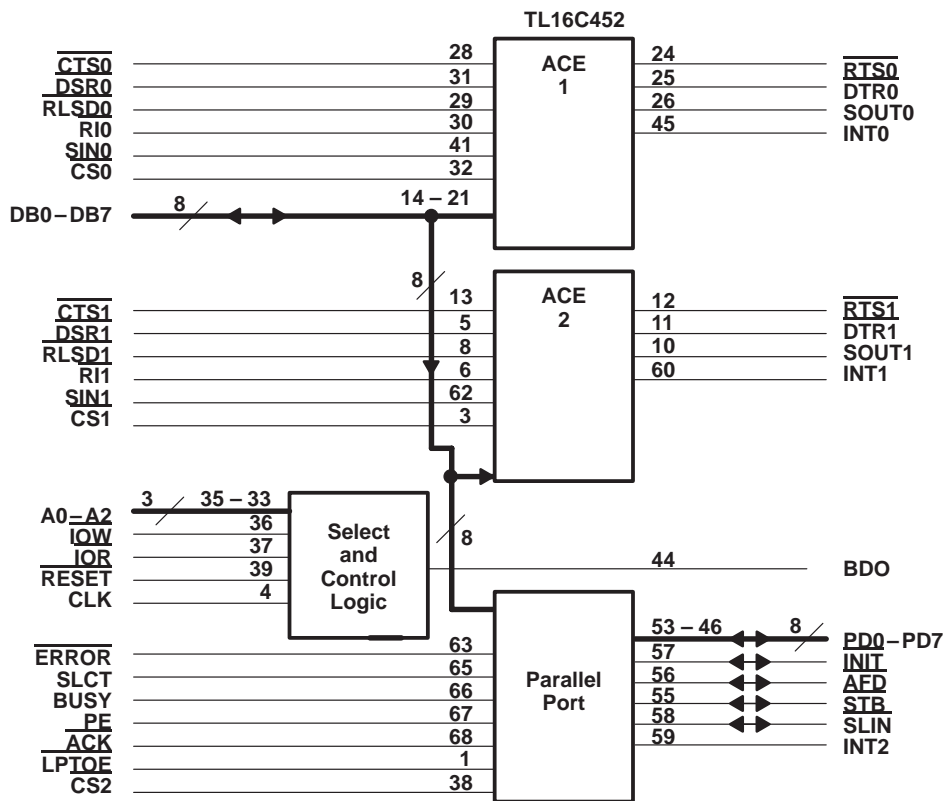 TL16C452
CTS0 28 ACE 24 RTS0
DSR0 31 1 25 DTR0
RLSD0 29 26 SOUT0
RI0 30 45 INT0
SIN0 41
CS0 32
DB0–DB7 8 14 – 21
8
CTS1 13 ACE 12 RTS1
DSR1 5 2 11 DTR1
RLSD1 8 10 SOUT1
RI1 6 60 INT1
SIN1 62
CS1 3
A0–A2 3 35 – 33
IOW 36 Select 8
IOR 37 and
RESET 39 Control 44 BDO
CLK 4 Logic
53 – 46 8 PD0–PD7
ERROR 63 57 INIT
SLCT 65 Parallel 56 AFD
BUSY 66 Port 55 STB
PE 67 58 SLIN
ACK 68 59 INT2
LPTOE 1
CS2 38